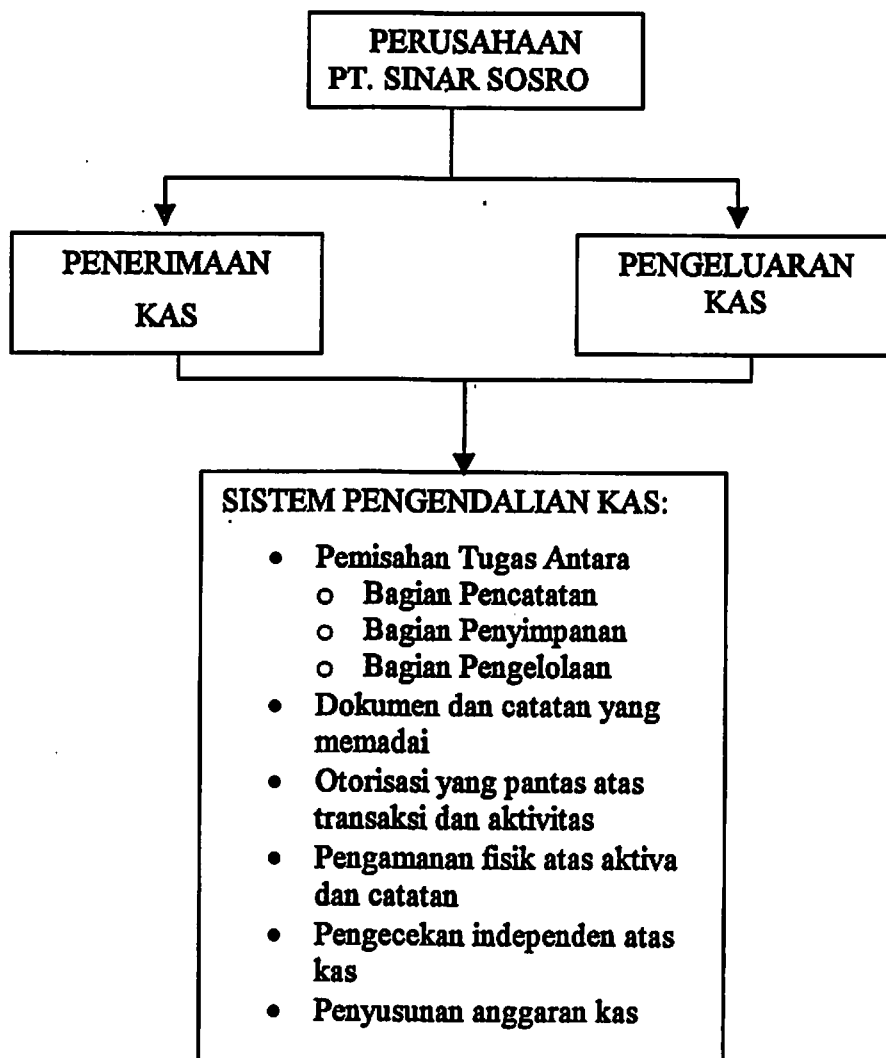 PERUSAHAAN
PT. SINAR SOSRO
PENERIMAAN
KAS
PENGELUARAN
KAS
SISTEM PENGENDALIAN KAS:
• Pemisahan Tugas Antara
o Bagian Pencatatan
o Bagian Penyimpanan
o Bagian Pengelolaan
• Dokumen dan catatan yang
memadai
• Otorisasi yang pantas atas
transaksi dan aktivitas
• Pengamanan fisik atas aktiva
dan catatan
• Pengecekan independen atas
kas
• Penyusunan anggaran kas